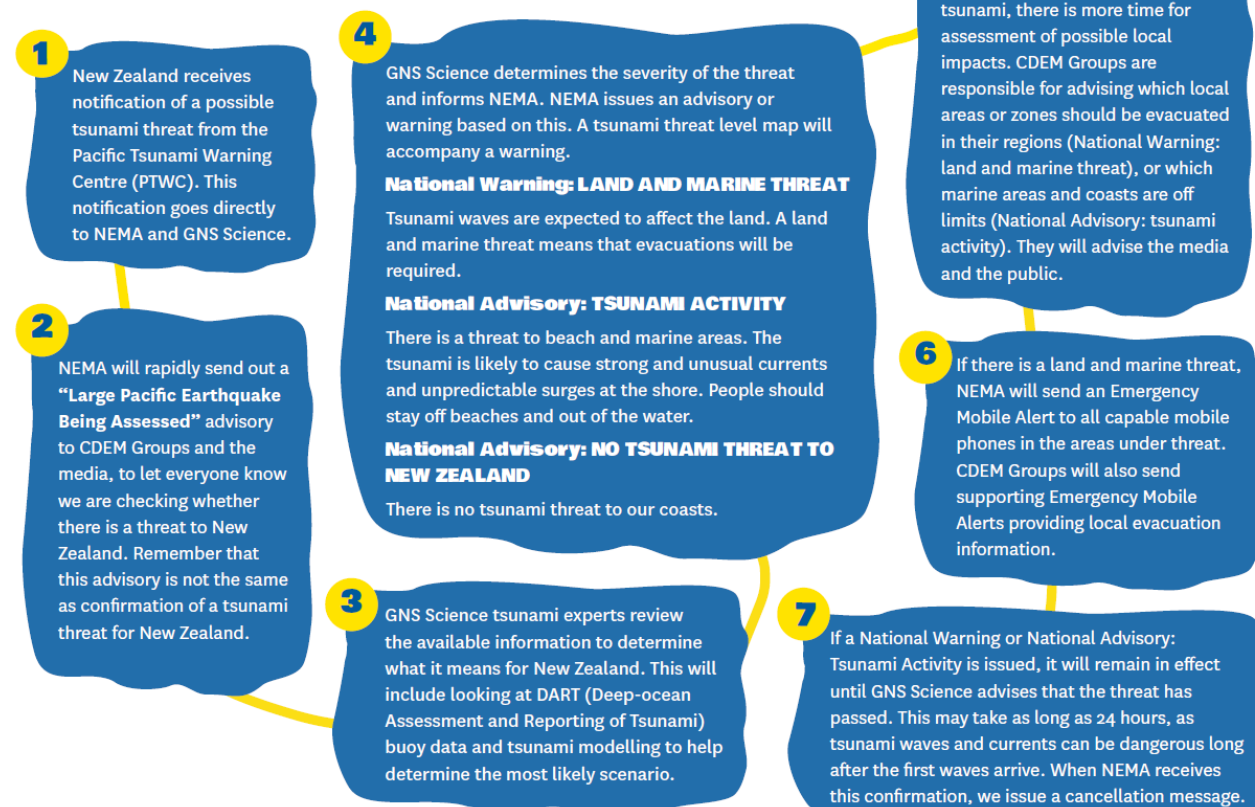 1
New Zealand receives
notification of a possible
tsunami threat from the
Pacific Tsunami Warning
Centre (PTWC). This
notification goes directly
to NEMA and GNS Science.
2
NEMA will rapidly send out a
“Large Pacific Earthquake
Being Assessed” advisory
to CDEM Groups and the
media, to let everyone know
we are checking whether
there is a threat to New
Zealand. Remember that
this advisory is not the same
as confirmation of a tsunami
threat for New Zealand.
3
GNS Science tsunami experts review
the available information to determine
what it means for New Zealand. This will
include looking at DART (Deep-ocean
Assessment and Reporting of Tsunami)
buoy data and tsunami modelling to help
determine the most likely scenario.
4
GNS Science determines the severity of the threat
and informs NEMA. NEMA issues an advisory or
warning based on this. A tsunami threat level map will
accompany a warning.
National Warning: LAND AND MARINE THREAT
Tsunami waves are expected to affect the land. A land
and marine threat means that evacuations will be
required.
National Advisory: TSUNAMI ACTIVITY
There is a threat to beach and marine areas. The
tsunami is likely to cause strong and unusual currents
and unpredictable surges at the shore. People should
stay off beaches and out of the water.
National Advisory: NO TSUNAMI THREAT TO
NEW ZEALAND
There is no tsunami threat to our coasts.
tsunami, there is more time for
assessment of possible local
impacts. CDEM Groups are
responsible for advising which local
areas or zones should be evacuated
in their regions (National Warning:
land and marine threat), or which
marine areas and coasts are off
limits (National Advisory: tsunami
activity). They will advise the media
and the public.
6
If there is a land and marine threat,
NEMA will send an Emergency
Mobile Alert to all capable mobile
phones in the areas under threat.
CDEM Groups will also send
supporting Emergency Mobile
Alerts providing local evacuation
information.
7
If a National Warning or National Advisory:
Tsunami Activity is issued, it will remain in effect
until GNS Science advises that the threat has
passed. This may take as long as 24 hours, as
tsunami waves and currents can be dangerous long
after the first waves arrive. When NEMA receives
this confirmation, we issue a cancellation message.